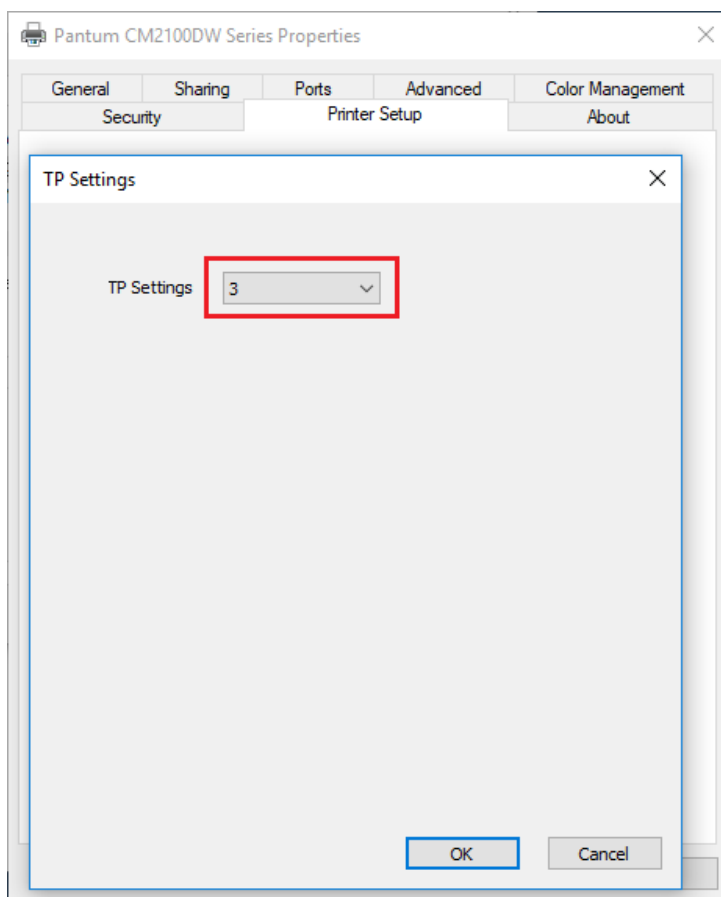 Pantum CM2100DW Series Properties
General Sharing Ports Advanced Color Management
Security Printer Setup About
TP Settings
TP Settings 3
OK Cancel